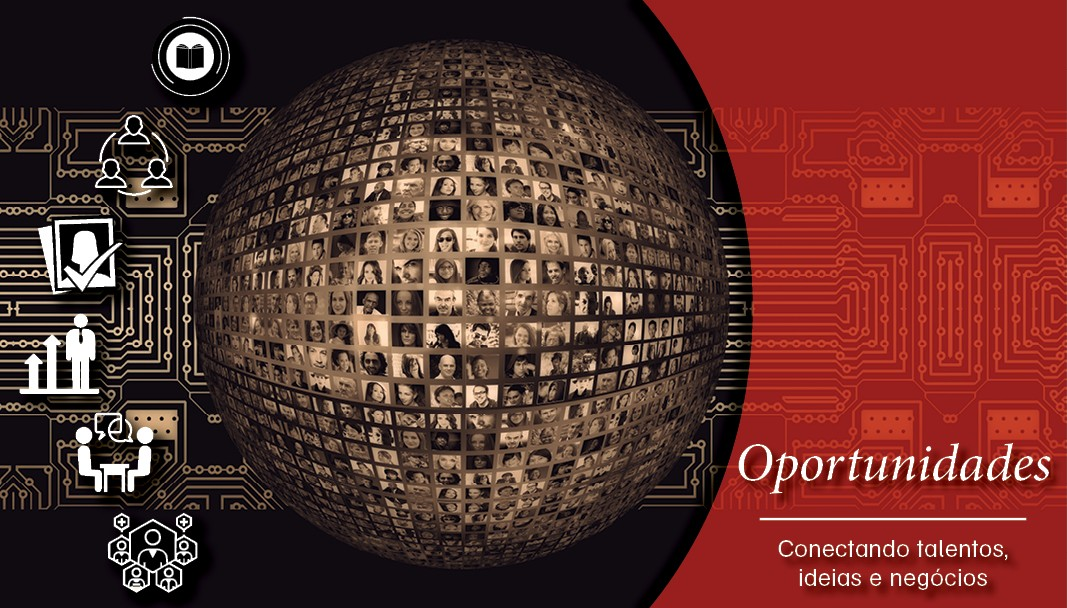 Oportunidades
Conectando talentos,
ideias e negócios